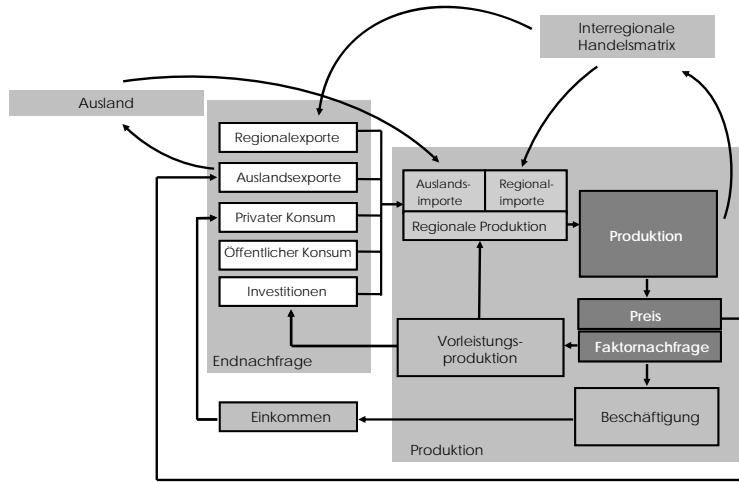 Interregionale
Handelsmatrix
Ausland
Regionalexporte
Auslandsexporte
Privater Konsum
Öffentlicher Konsum
Investitionen
Endnachfrage
Auslands-
importe
Regional-
importe
Regionale Produktion
Produktion
Preis
Faktornachfrage
Vorleistungs-
produktion
Einkommen
Beschäftigung
Produktion